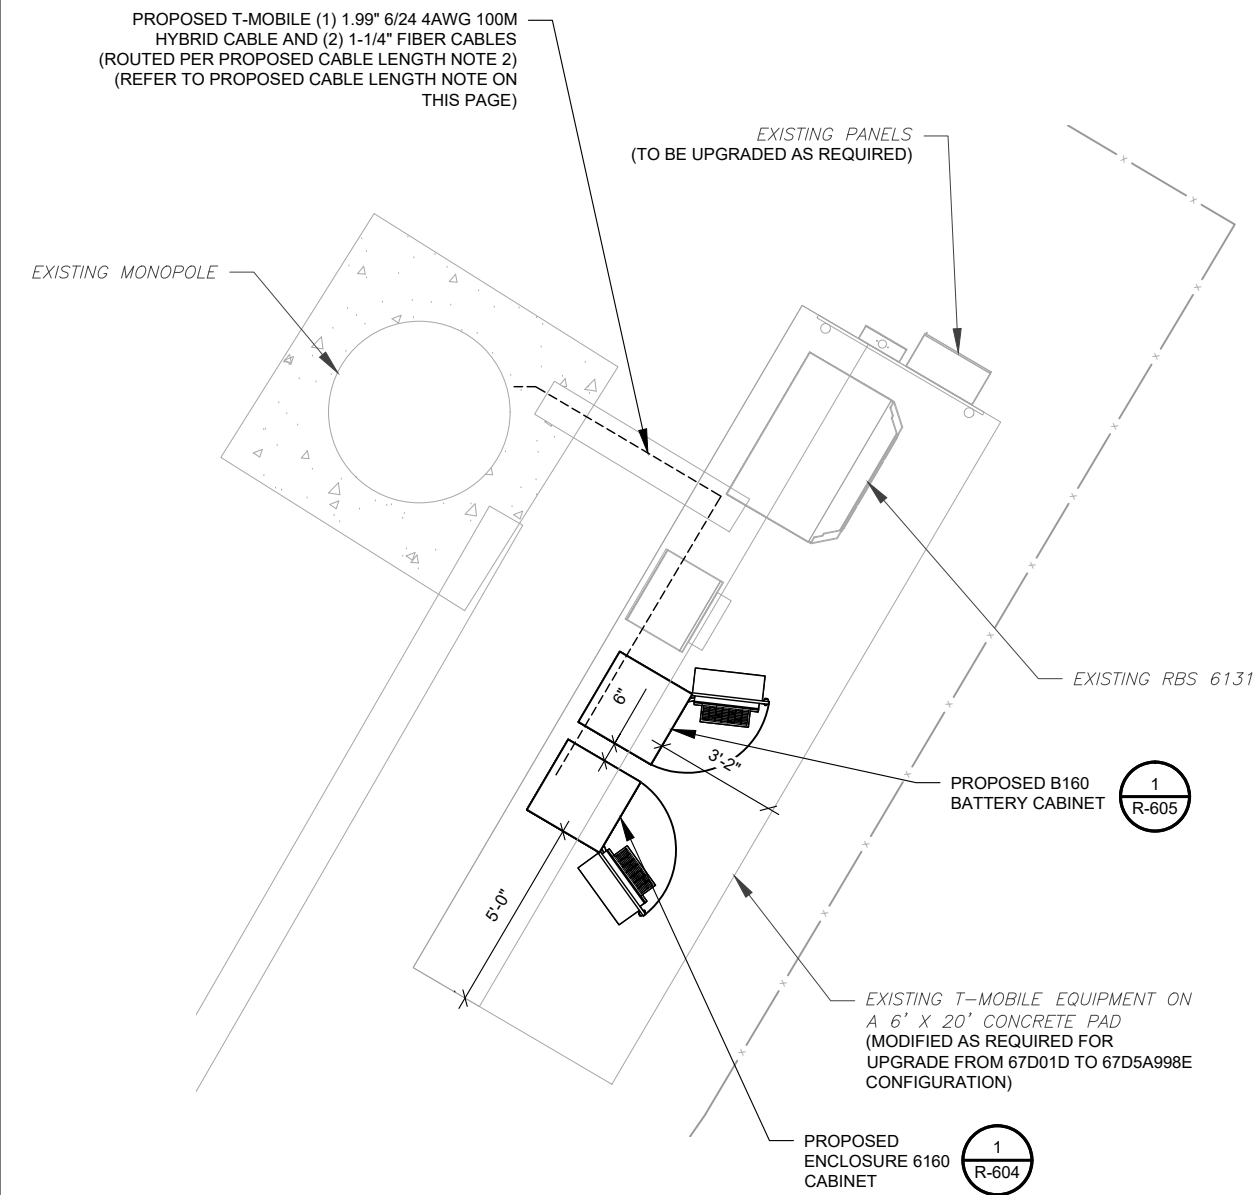 PROPOSED T-MOBILE (1) 1.99" 6/24 4AWG 100M
HYBRID CABLE AND (2) 1-1/4" FIBER CABLES
(ROUTED PER PROPOSED CABLE LENGTH NOTE 2)
(REFER TO PROPOSED CABLE LENGTH NOTE ON
THIS PAGE)
EXISTING PANELS
(TO BE UPGRADED AS REQUIRED)
EXISTING MONOPOLE
EXISTING RBS 6131
6"
3'-2"
PROPOSED B160
BATTERY CABINET
1
R-605
5'-0"
EXISTING T-MOBILE EQUIPMENT ON
A 6' X 20' CONCRETE PAD
(MODIFIED AS REQUIRED FOR
UPGRADE FROM 67D01D TO 67D5A998E
CONFIGURATION)
PROPOSED
ENCLOSURE 6160
CABINET
1
R-604